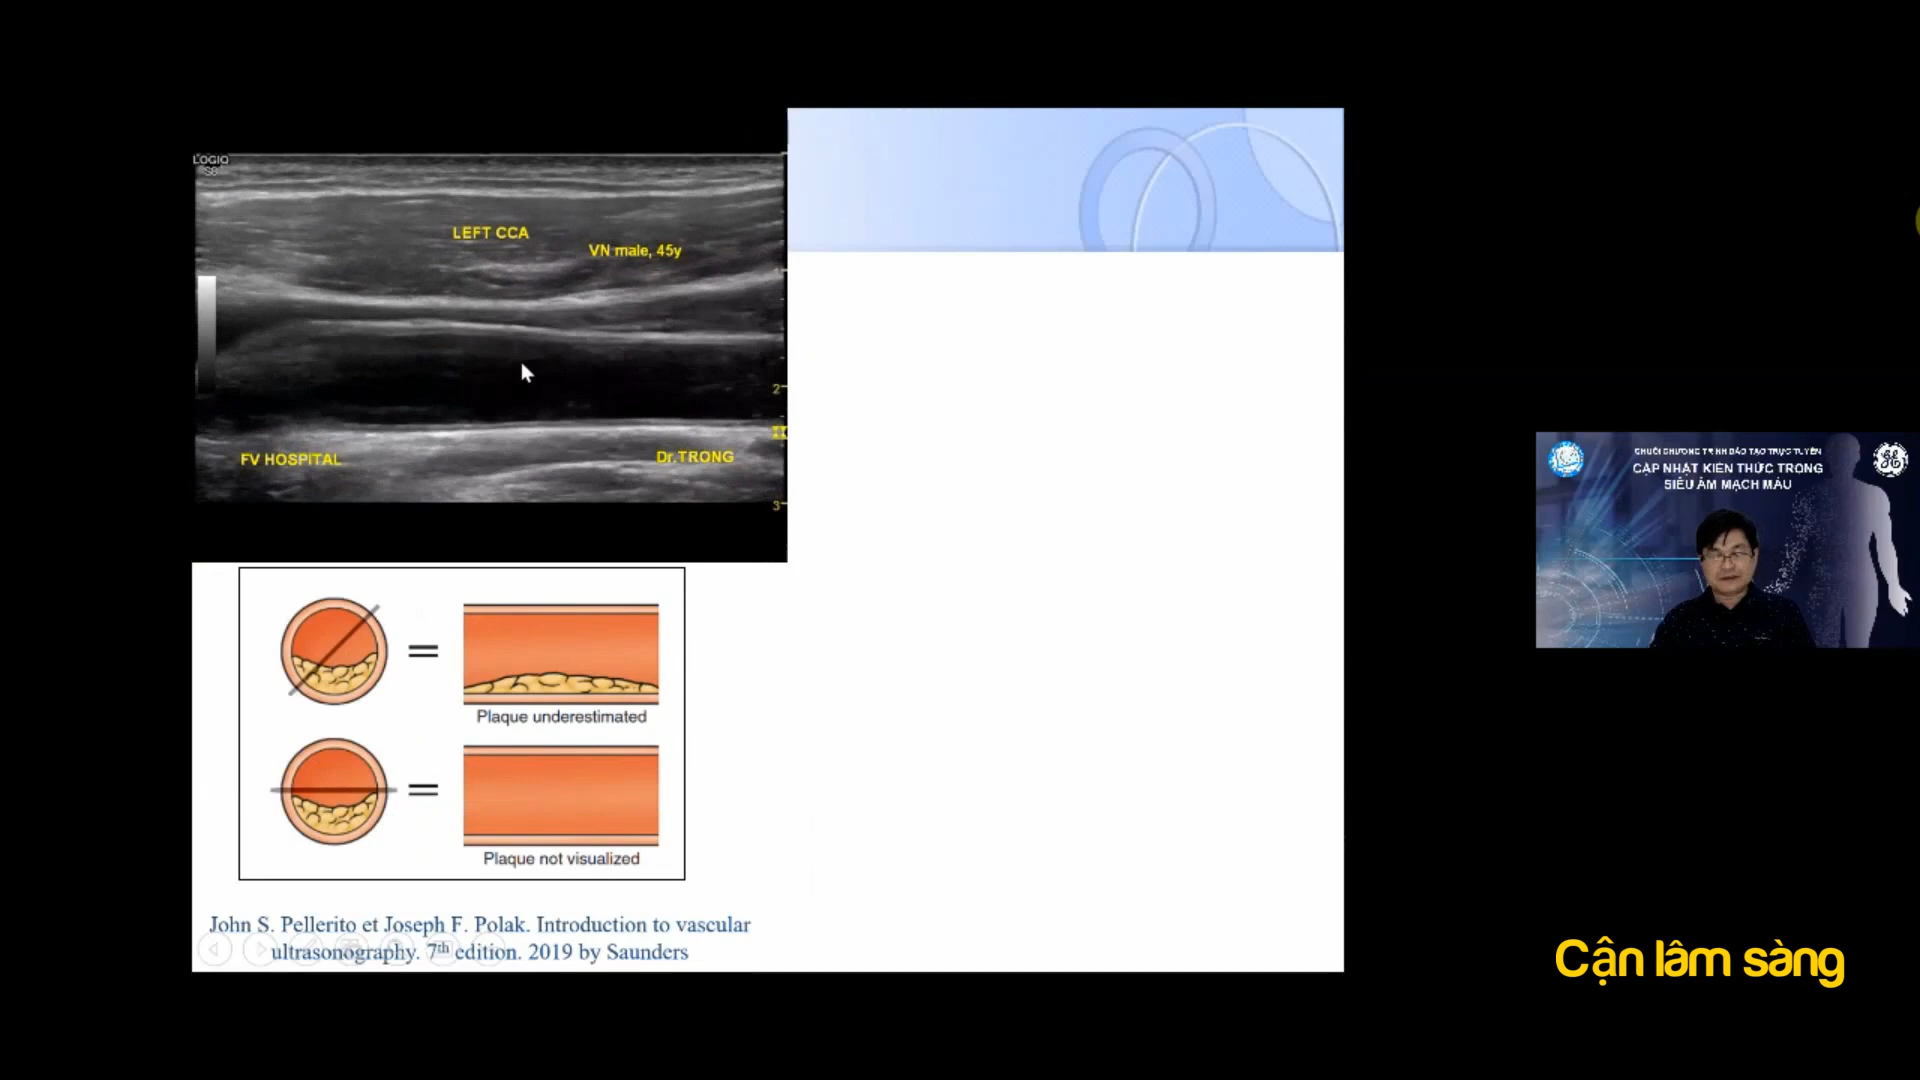 LOGIQ
S8
LEFT CCA
VN male, 45y
2
FV HOSPITAL
Dr.TRONG
3
Plaque underestimated
Plaque not visualized
John S. Pellerito et Joseph F. Polak. Introduction to vascular
ultrasonography. 7th edition. 2019 by Saunders
CHUỖI CHƯƠNG TRÌNH ĐÀO TẠO TRỰC TUYẾN
CẬP NHẬT KIẾN THỨC TRONG
SIÊU ÂM MẠCH MÁU
Cận lâm sàng